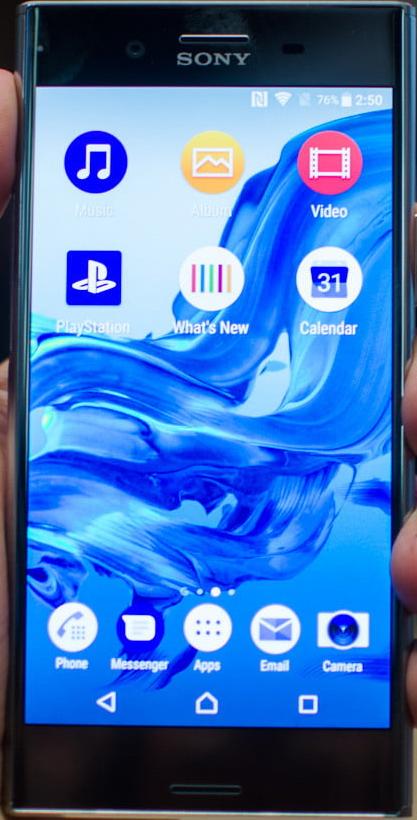 SONY
76% 2:50
Music
Album
Video
PlayStation
What's New
31
Calendar
Phone
Messenger
Apps
Email
Camera